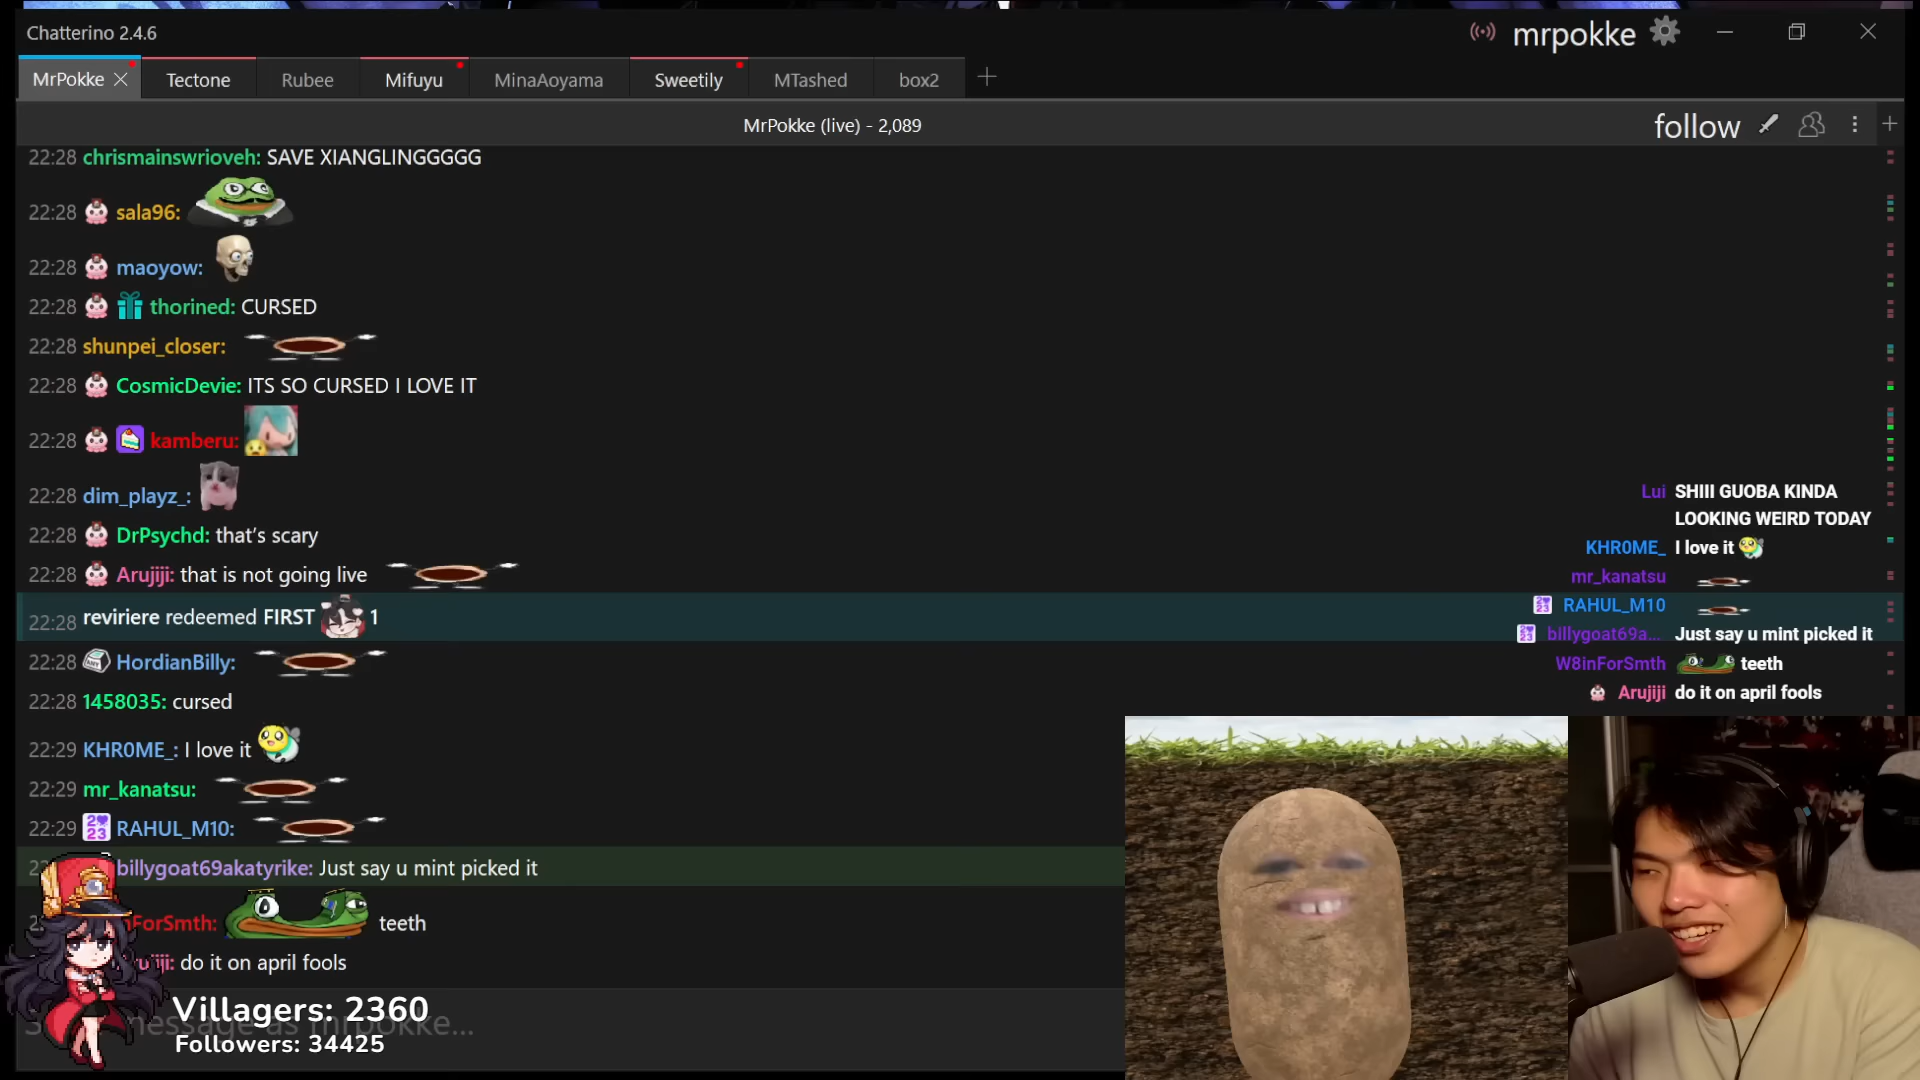 Chatterino 2.4.6
mrpokke
MrPokke
Tectone
Rubee
Mifuyu
MinaAoyama
Sweetily
MTashed
box2
MrPokke (live) - 2,089
follow
22:28 chrismainswrioveh: SAVE XIANGLINGGGGG
22:28 sala96:
22:28 maoyow:
22:28 thorined: CURSED
22:28 shunpei_closer:
22:28 CosmicDevie: ITS SO CURSED I LOVE IT
22:28 kamberu:
22:28 dim_playz_:
22:28 DrPsychd: that's scary
22:28 Arujiji: that is not going live
22:28 reviriere redeemed FIRST 1
22:28 HordianBilly:
22:28 1458035: cursed
22:29 KHR0ME_: I love it
22:29 mr_kanatsu:
22:29 RAHUL_M10:
billygoat69akatyrike: Just say u mint picked it
ForSmth: teeth
do it on april fools
Lui SHIII GUOBA KINDA
LOOKING WEIRD TODAY
KHR0ME_ I love it
mr_kanatsu
RAHUL_M10
billygoat69a... Just say u mint picked it
W8inForSmth teeth
Arujiji do it on april fools
Villagers: 2360
message as mrpokke...
Followers: 34425